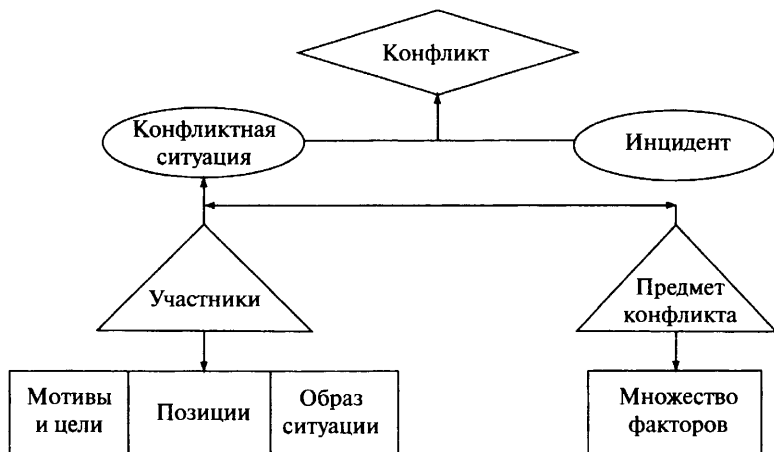 Конфликт
Конфликтная
ситуация
Инцидент
Участники
Предмет
конфликта
Мотивы
и цели
Позиции
Образ
ситуации
Множество
факторов